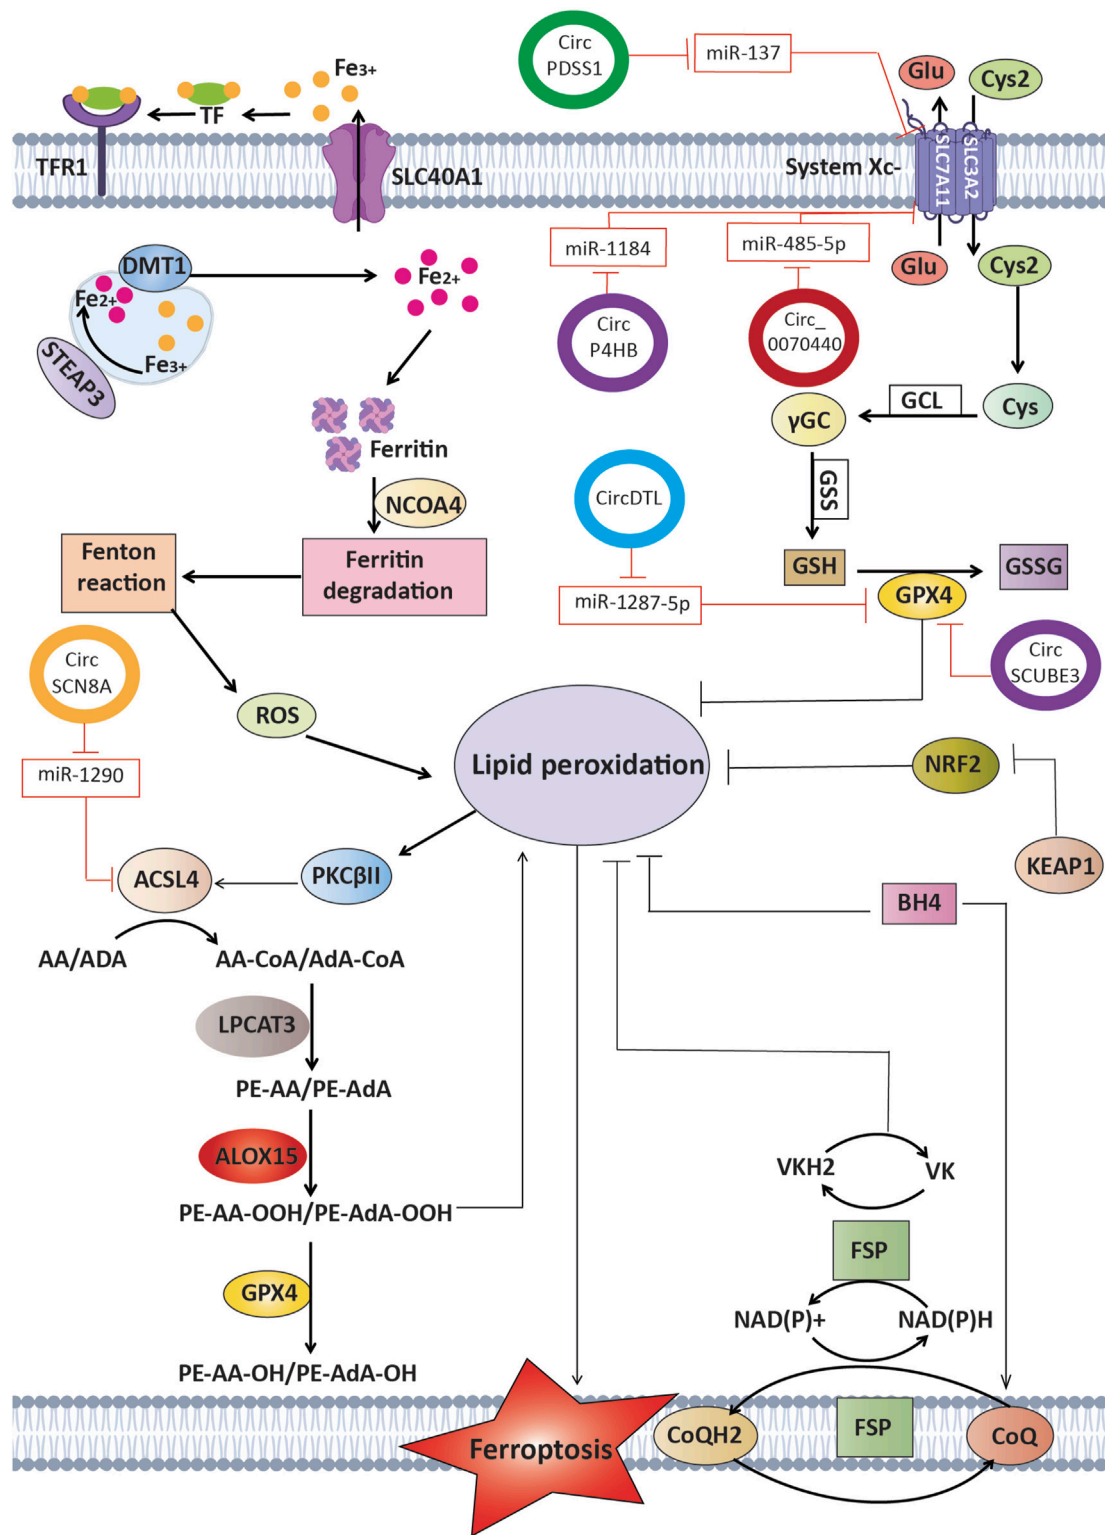 Circ
PDSS1
miR-137
Glu
Cys2
Fe3+
TF
TFR1
SLC40A1
System Xc-
SLC7A11
SLC3A2
miR-1184
miR-485-5p
Glu
Cys2
DMT1
Fe2+
Fe3+
STEAP3
Fe2+
Circ
P4HB
Circ_
0070440
GCL
Cys
γGC
Ferritin
GSS
NCOA4
CircDTL
Fenton
reaction
Ferritin
degradation
GSH
GSSG
GPX4
miR-1287-5p
Circ
SCN8A
Circ
SCUBE3
ROS
miR-1290
Lipid peroxidation
NRF2
KEAP1
ACSL4
PKCβII
BH4
AA/ADA
AA-CoA/AdA-CoA
LPCAT3
PE-AA/PE-AdA
ALOX15
VKH2
VK
PE-AA-OOH/PE-AdA-OOH
FSP
GPX4
NAD(P)+
NAD(P)H
PE-AA-OH/PE-AdA-OH
Ferroptosis
CoQH2
FSP
CoQ